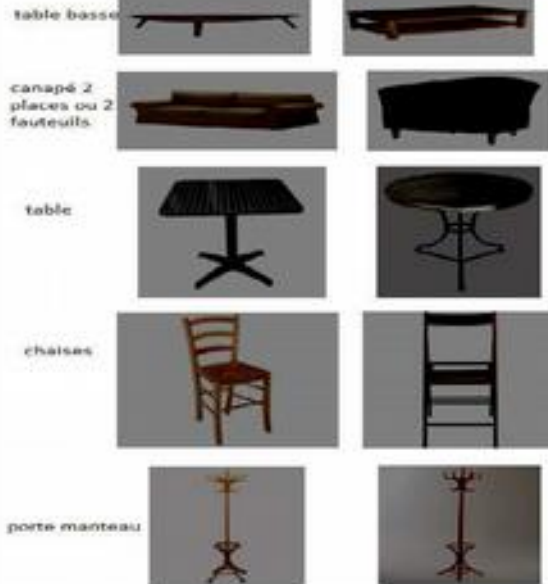 table basse
canapé 2
places ou 2
fauteuils
table
chaises
porte manteau